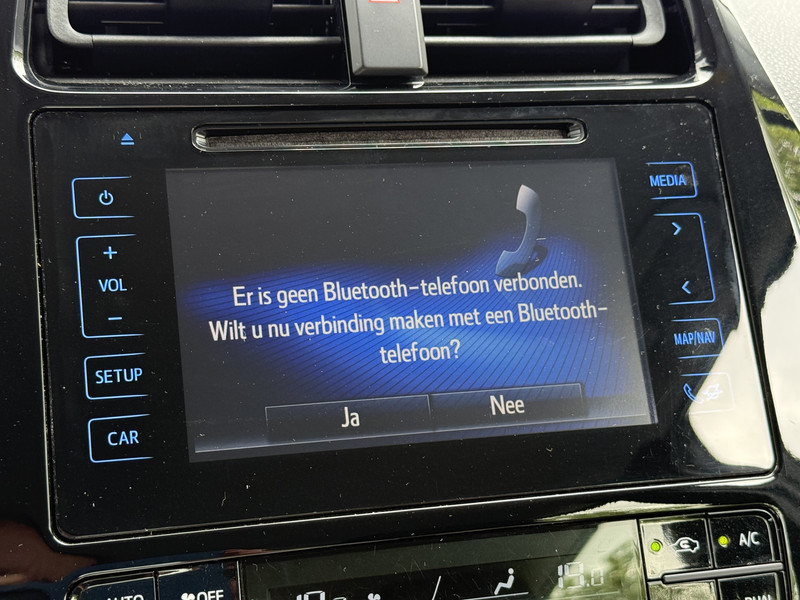 MEDIA
+
VOL
−
SETUP
CAR
Er is geen Bluetooth-telefoon verbonden.
Wilt u nu verbinding maken met een Bluetooth-
telefoon?
Ja
Nee
MAP/NAV
A/C
AUTO
OFF